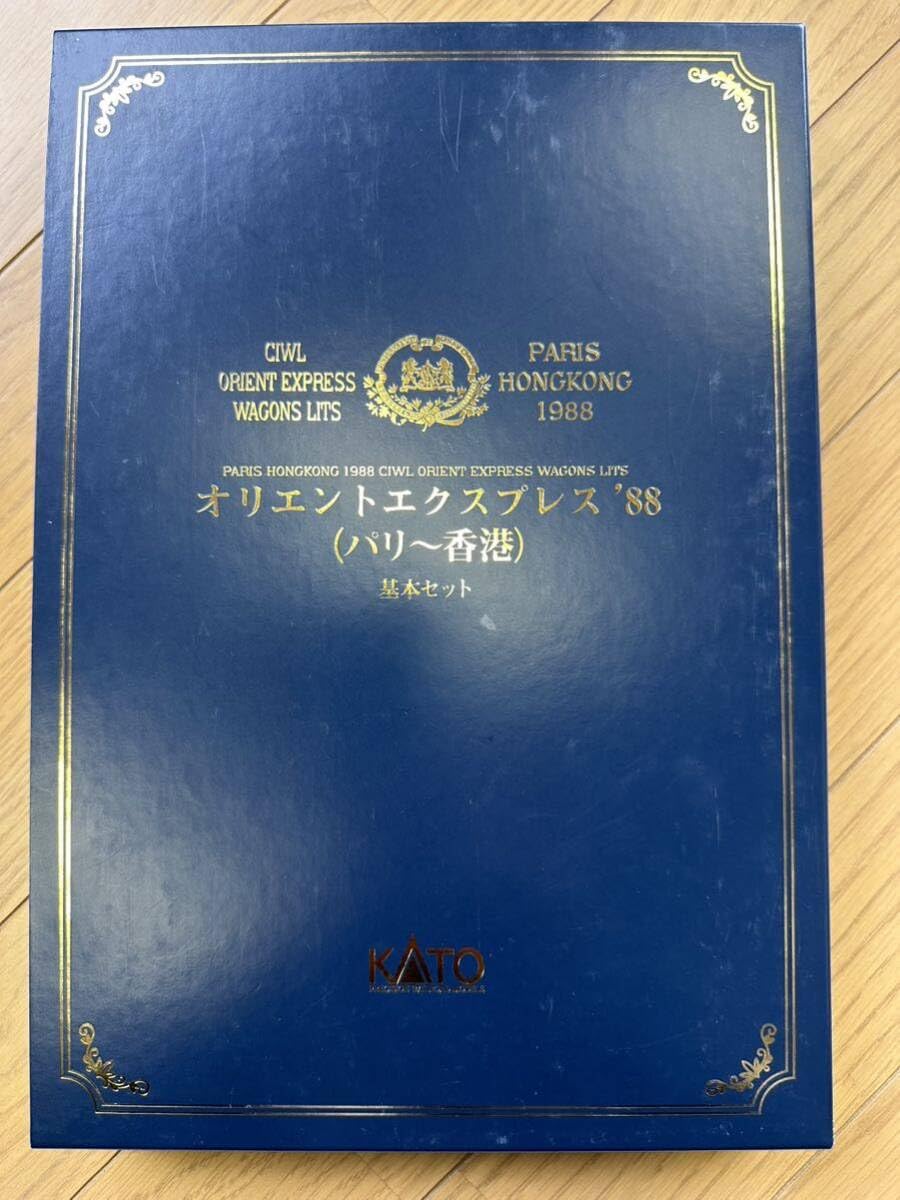 CIWL
ORIENT EXPRESS
WAGONS LITS
PARIS
HONGKONG
1988
PARIS HONGKONG 1988 CIWL ORIENT EXPRESS WAGONS LITS
オリエントエクスプレス '88
(パリ〜香港)
基本セット
KATO